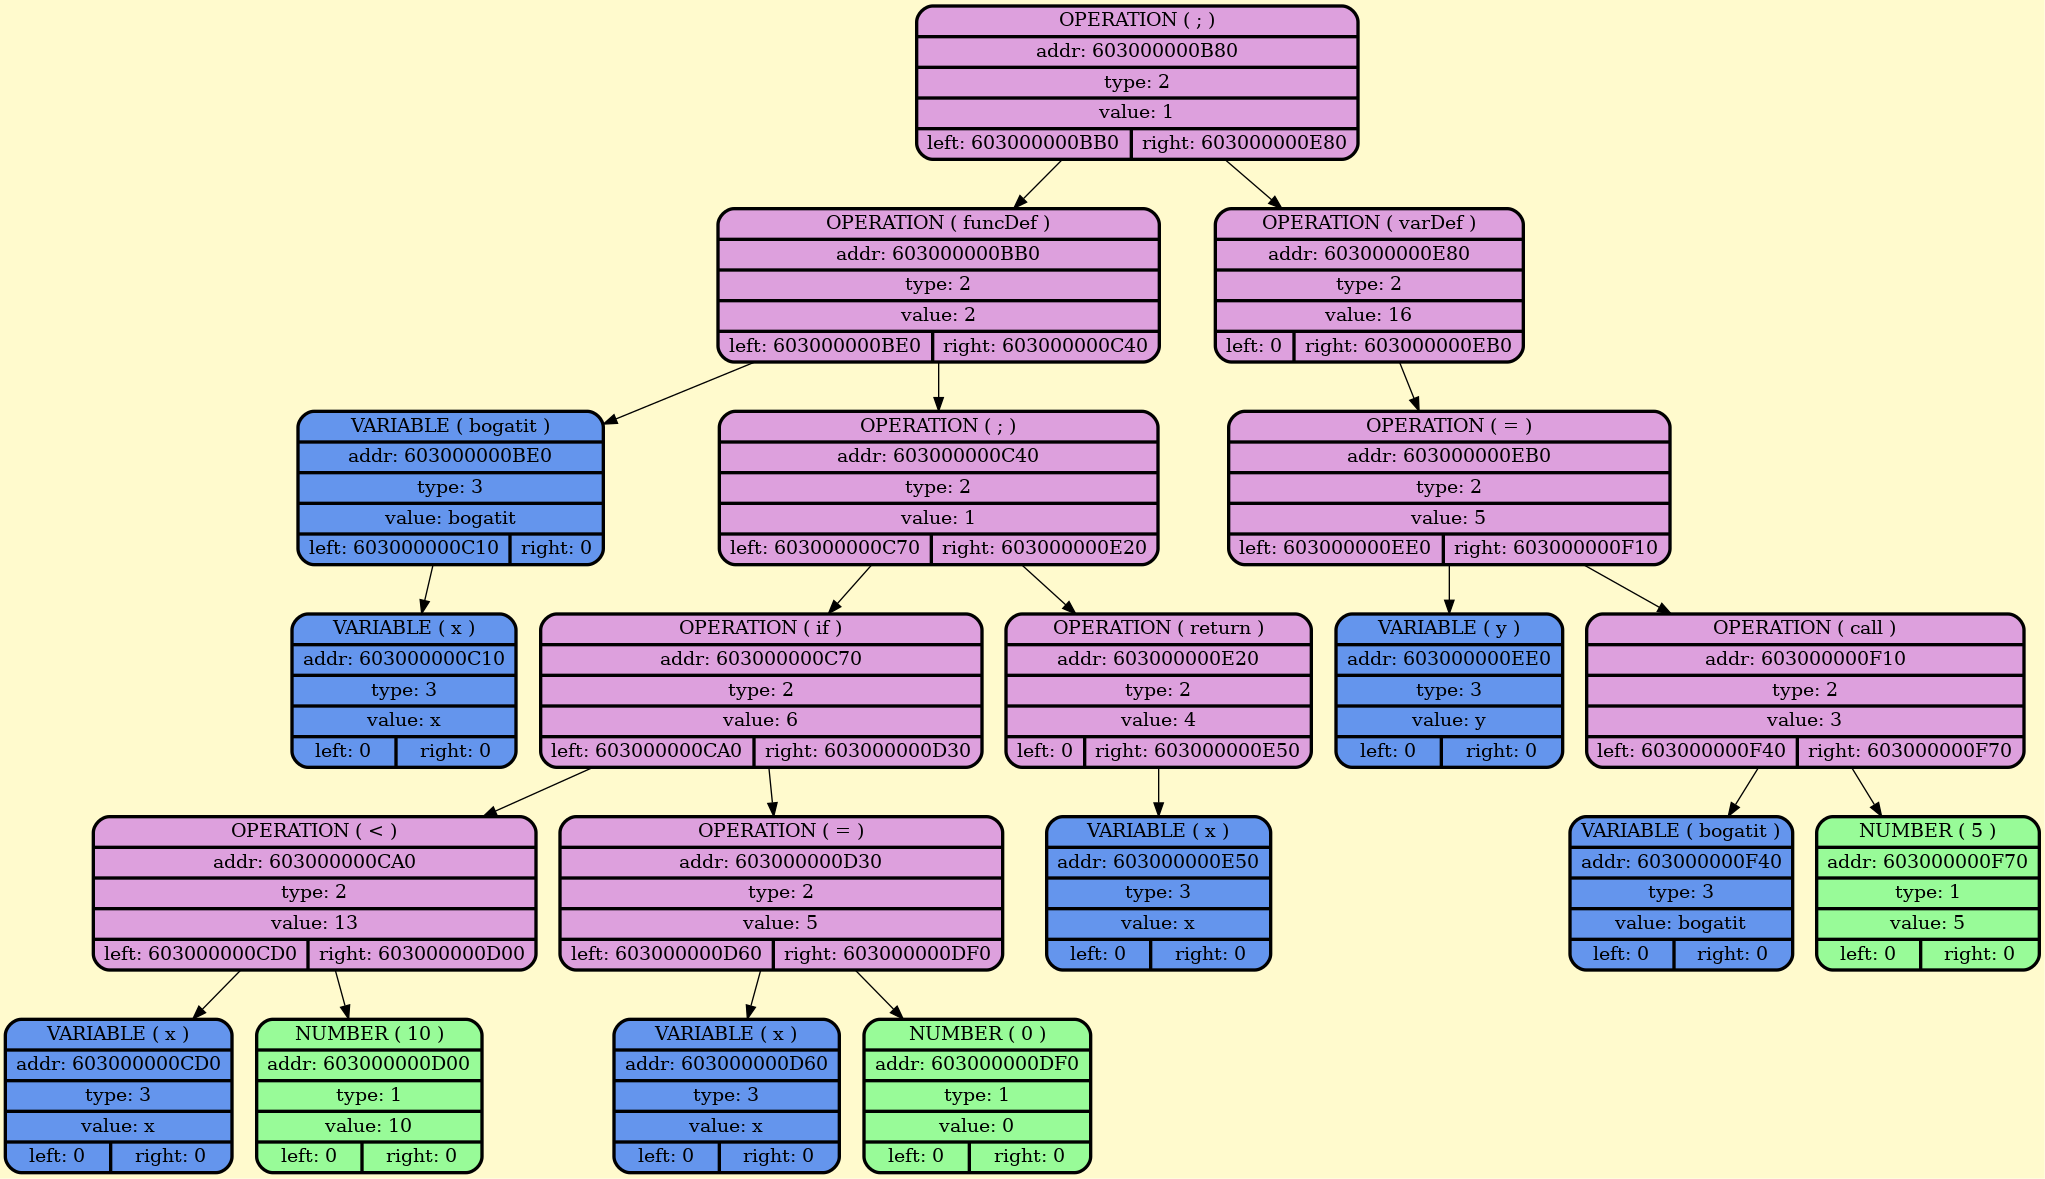 OPERATION ( ; )
addr: 603000000B80
type: 2
value: 1
left: 603000000BB0 right: 603000000E80
OPERATION ( funcDef )
addr: 603000000BB0
type: 2
value: 2
left: 603000000BE0 right: 603000000C40
OPERATION ( varDef )
addr: 603000000E80
type: 2
value: 16
left: 0 right: 603000000EB0
VARIABLE ( bogatit )
addr: 603000000BE0
type: 3
value: bogatit
left: 603000000C10 right: 0
OPERATION ( ; )
addr: 603000000C40
type: 2
value: 1
left: 603000000C70 right: 603000000E20
OPERATION ( = )
addr: 603000000EB0
type: 2
value: 5
left: 603000000EE0 right: 603000000F10
VARIABLE ( x )
addr: 603000000C10
type: 3
value: x
left: 0 right: 0
OPERATION ( if )
addr: 603000000C70
type: 2
value: 6
left: 603000000CA0 right: 603000000D30
OPERATION ( return )
addr: 603000000E20
type: 2
value: 4
left: 0 right: 603000000E50
VARIABLE ( y )
addr: 603000000EE0
type: 3
value: y
left: 0 right: 0
OPERATION ( call )
addr: 603000000F10
type: 2
value: 3
left: 603000000F40 right: 603000000F70
OPERATION ( < )
addr: 603000000CA0
type: 2
value: 13
left: 603000000CD0 right: 603000000D00
OPERATION ( = )
addr: 603000000D30
type: 2
value: 5
left: 603000000D60 right: 603000000DF0
VARIABLE ( x )
addr: 603000000E50
type: 3
value: x
left: 0 right: 0
VARIABLE ( bogatit )
addr: 603000000F40
type: 3
value: bogatit
left: 0 right: 0
NUMBER ( 5 )
addr: 603000000F70
type: 1
value: 5
left: 0 right: 0
VARIABLE ( x )
addr: 603000000CD0
type: 3
value: x
left: 0 right: 0
NUMBER ( 10 )
addr: 603000000D00
type: 1
value: 10
left: 0 right: 0
VARIABLE ( x )
addr: 603000000D60
type: 3
value: x
left: 0 right: 0
NUMBER ( 0 )
addr: 603000000DF0
type: 1
value: 0
left: 0 right: 0